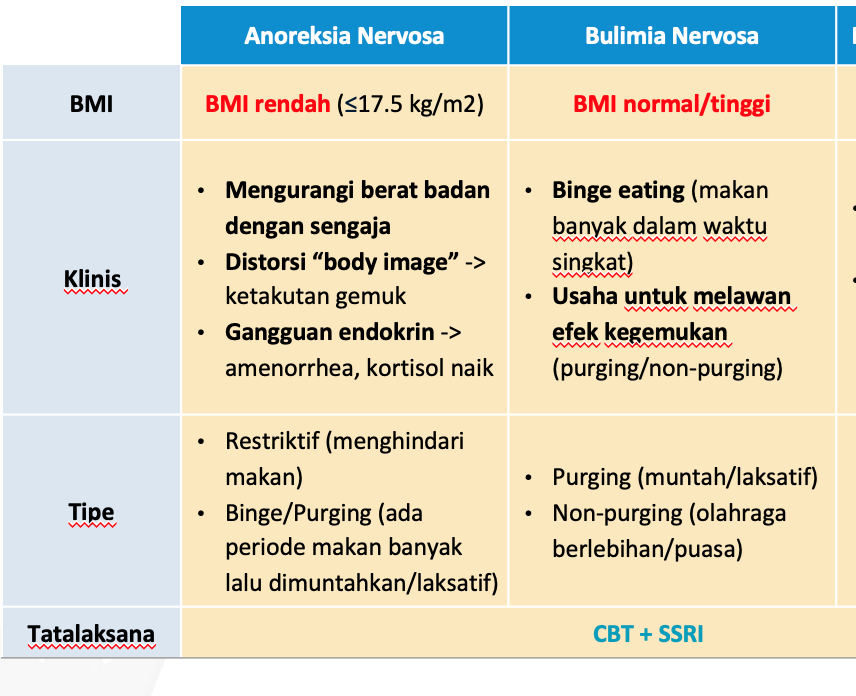 Anoreksia Nervosa
Bulimia Nervosa
BMI
BMI rendah (≤17.5 kg/m2)
BMI normal/tinggi
Klinis
• Mengurangi berat badan
dengan sengaja
• Distorsi “body image” ->
ketakutan gemuk
• Gangguan endokrin ->
amenorrhea, kortisol naik
• Binge eating (makan
banyak dalam waktu
singkat)
• Usaha untuk melawan
efek kegemukan
(purging/non-purging)
Tipe
• Restriktif (menghindari
makan)
• Binge/Purging (ada
periode makan banyak
lalu dimuntahkan/laksatif)
• Purging (muntah/laksatif)
• Non-purging (olahraga
berlebihan/puasa)
Tatalaksana
CBT + SSRI